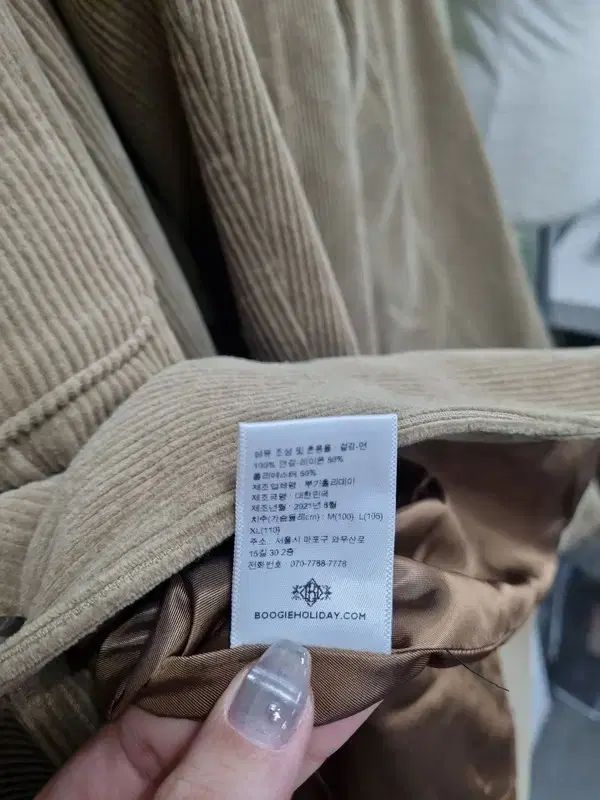 섬유 조성 및 혼용율 : 겉감-면
100% 안감-레이온 50%
폴리에스터 50%
제조업체명 : 부기홀리데이
제조국명 : 대한민국
제조년월 : 2021년 8월
치수(가슴둘레cm) : M(100) L(105)
XL(110)
주소 : 서울시 마포구 와우산로
15길 30 2층
전화번호 : 070-7788-7778
BOOGIEHOLIDAY.COM